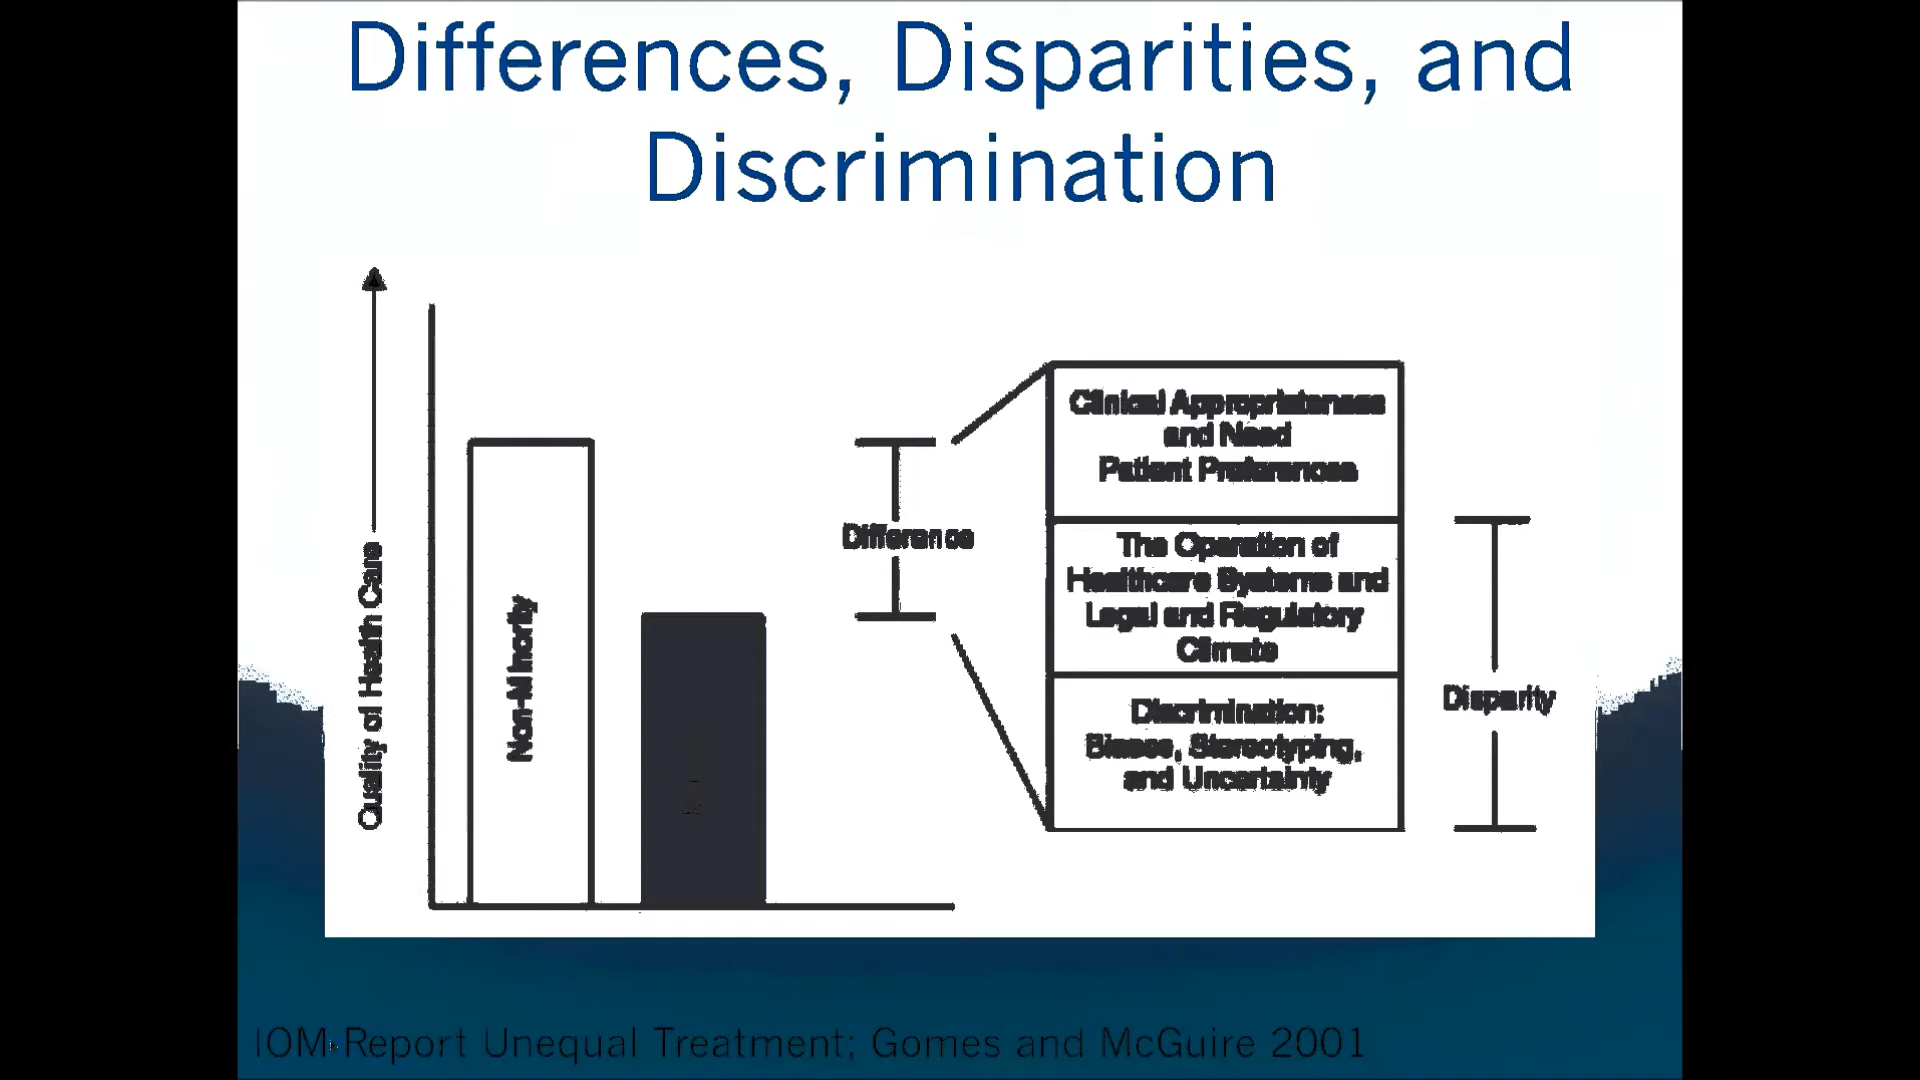 Differences, Disparities, and
Discrimination
Quality of Health Care
Non-Minority
Difference
Clinical Appropriateness
and Need
Patient Preferences
The Operation of
Healthcare Systems and
Legal and Regulatory
Climate
Discrimination:
Biases, Stereotyping,
and Uncertainty
Disparity
IOM Report Unequal Treatment; Gomes and McGuire 2001